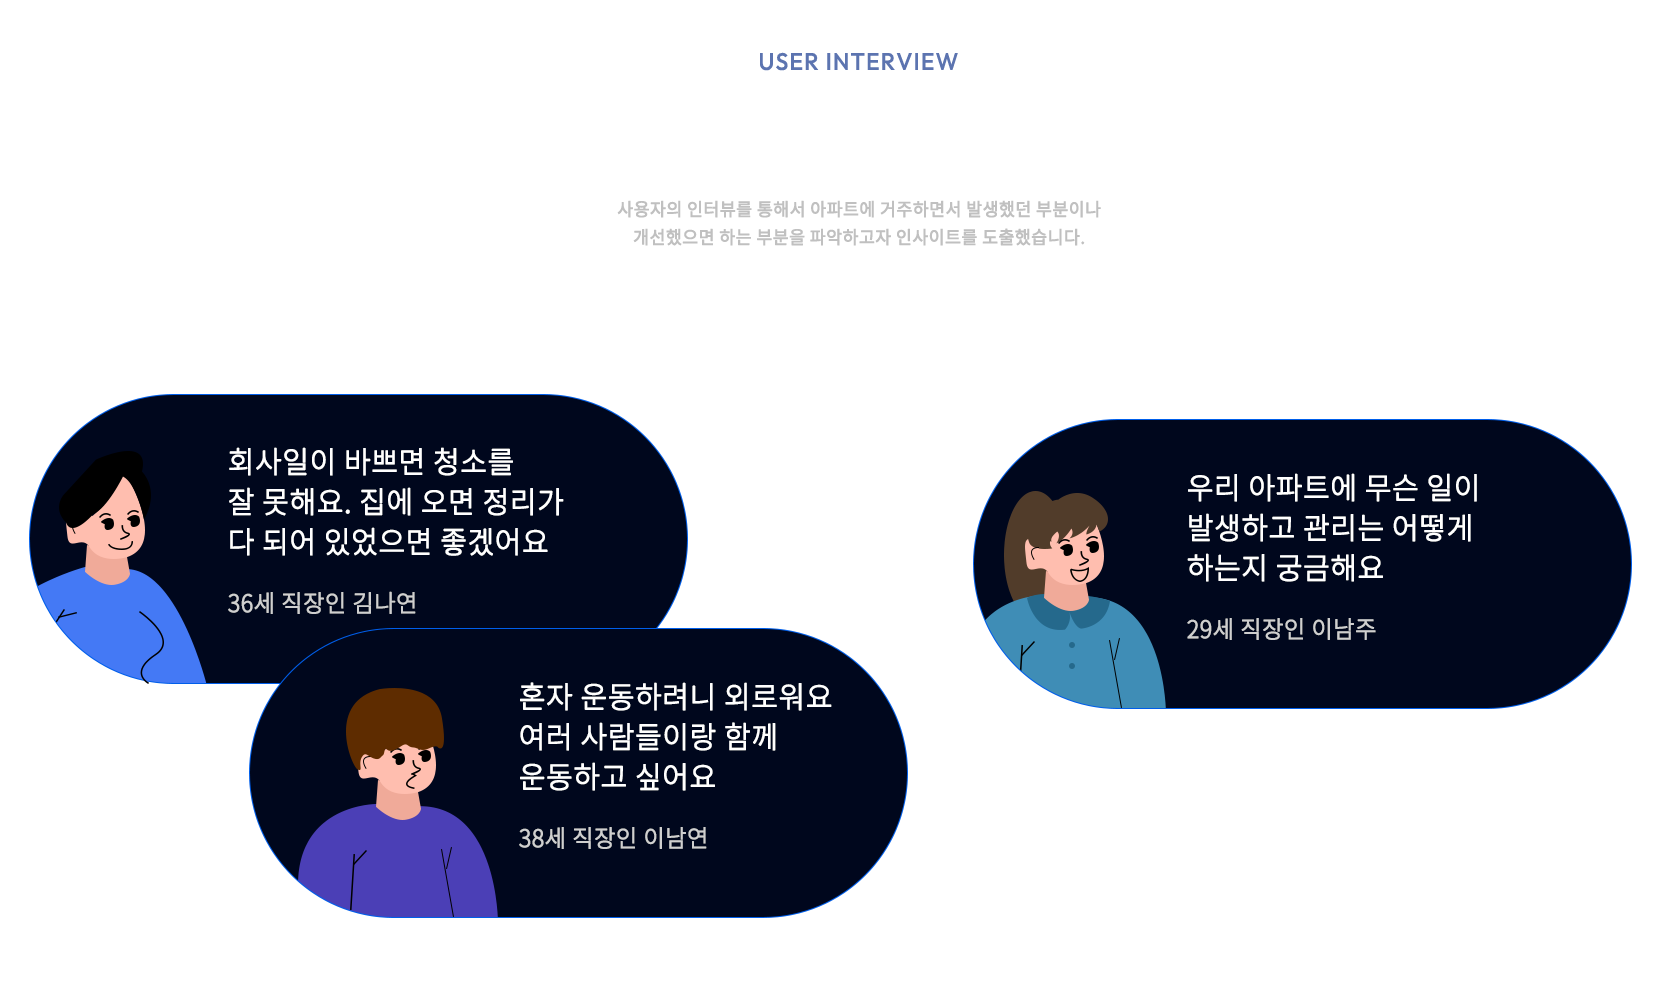 USER INTERVIEW
사용자의 인터뷰를 통해서 아파트에 거주하면서 발생했던 부분이나
개선했으면 하는 부분을 파악하고자 인사이트를 도출했습니다.
회사일이 바쁘면 청소를
잘 못해요. 집에 오면 정리가
다 되어 있었으면 좋겠어요
36세 직장인 김나연
혼자 운동하려니 외로워요
여러 사람들이랑 함께
운동하고 싶어요
38세 직장인 이남연
우리 아파트에 무슨 일이
발생하고 관리는 어떻게
하는지 궁금해요
29세 직장인 이남주